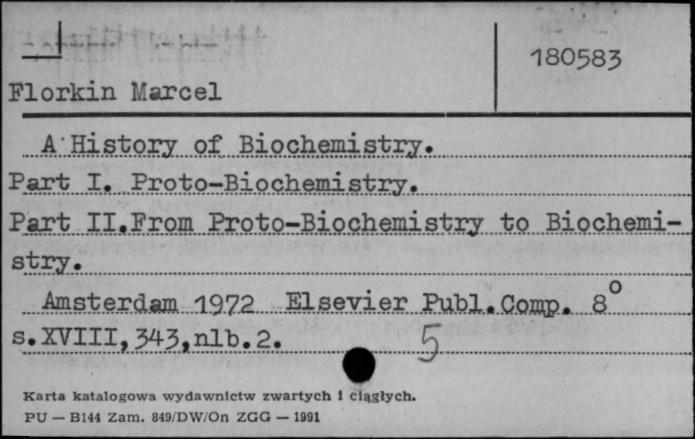 180583
Florkin Marcel
A History of Biochemistry.
Part I. Proto-Biochemistry.
Part II.From Proto-Biochemistry to Biochemi-
stry.
Amsterdam 1972 Elsevier Publ.Comp. 8°
s.XVIII,343,nlb.2. 5
Karta katalogowa wydawnictw zwartych i ciągłych.
PU — B144 Zam. 849/DW/On ZGG — 1991